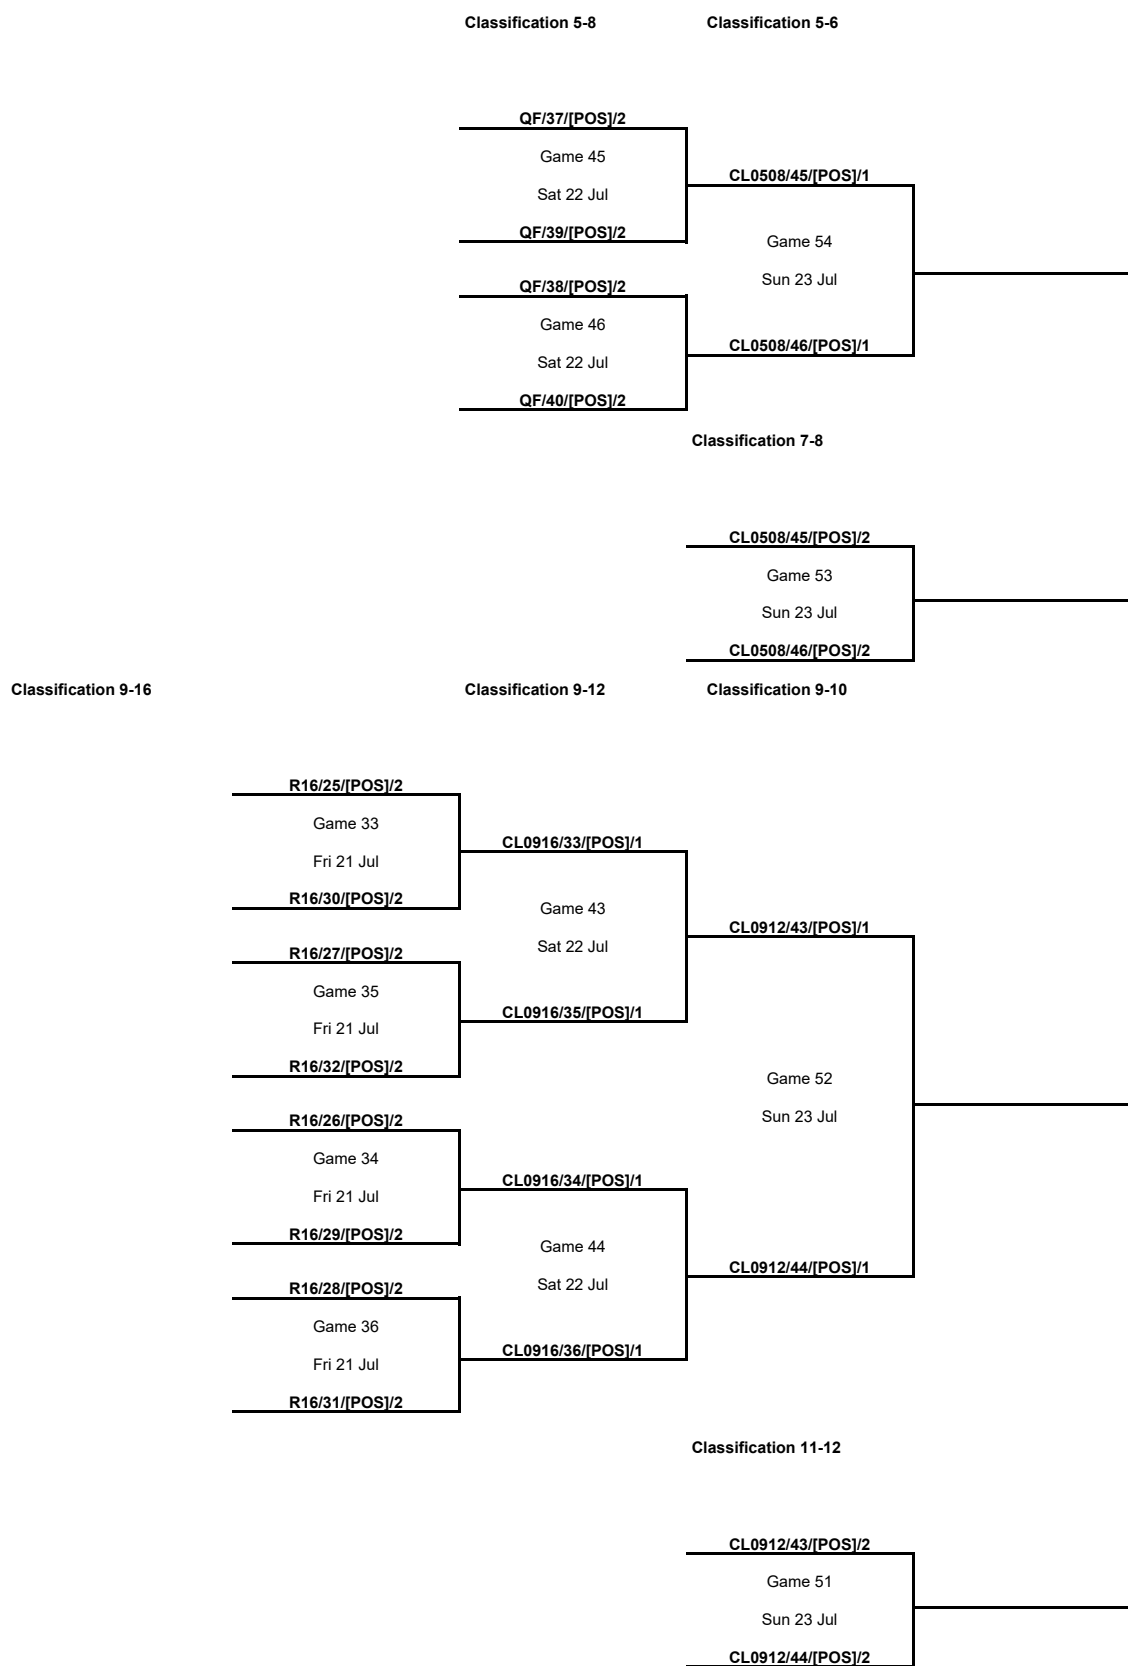 Classification 5-8
Classification 5-6
QF/37/[POS]/2
Game 45
CL0508/45/[POS]/1
Sat 22 Jul
QF/39/[POS]/2
Game 54
Sun 23 Jul
QF/38/[POS]/2
Game 46
CL0508/46/[POS]/1
Sat 22 Jul
QF/40/[POS]/2
Classification 7-8
CL0508/45/[POS]/2
Game 53
Sun 23 Jul
CL0508/46/[POS]/2
Classification 9-16
Classification 9-12
Classification 9-10
R16/25/[POS]/2
Game 33
CL0916/33/[POS]/1
Fri 21 Jul
R16/30/[POS]/2
Game 43
CL0912/43/[POS]/1
Sat 22 Jul
R16/27/[POS]/2
Game 35
CL0916/35/[POS]/1
Fri 21 Jul
R16/32/[POS]/2
Game 52
Sun 23 Jul
R16/26/[POS]/2
Game 34
CL0916/34/[POS]/1
Fri 21 Jul
R16/29/[POS]/2
Game 44
CL0912/44/[POS]/1
Sat 22 Jul
R16/28/[POS]/2
Game 36
CL0916/36/[POS]/1
Fri 21 Jul
R16/31/[POS]/2
Classification 11-12
CL0912/43/[POS]/2
Game 51
Sun 23 Jul
CL0912/44/[POS]/2